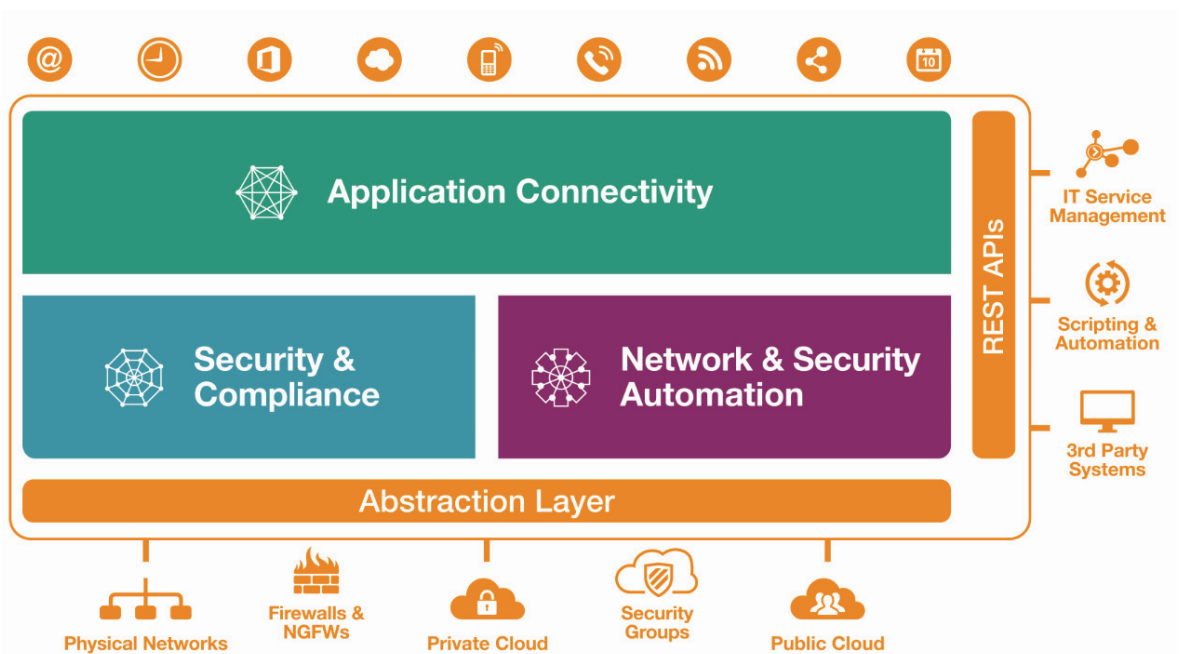 @
10
Application Connectivity
Security &
Compliance
Network & Security
Automation
REST APIs
Abstraction Layer
IT Service
Management
Scripting &
Automation
3rd Party
Systems
Physical Networks
Firewalls &
NGFWs
Private Cloud
Security
Groups
Public Cloud